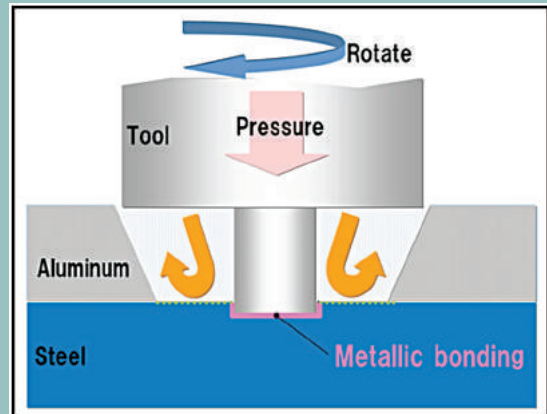 Rotate
Tool
Pressure
Aluminum
Steel
Metallic bonding